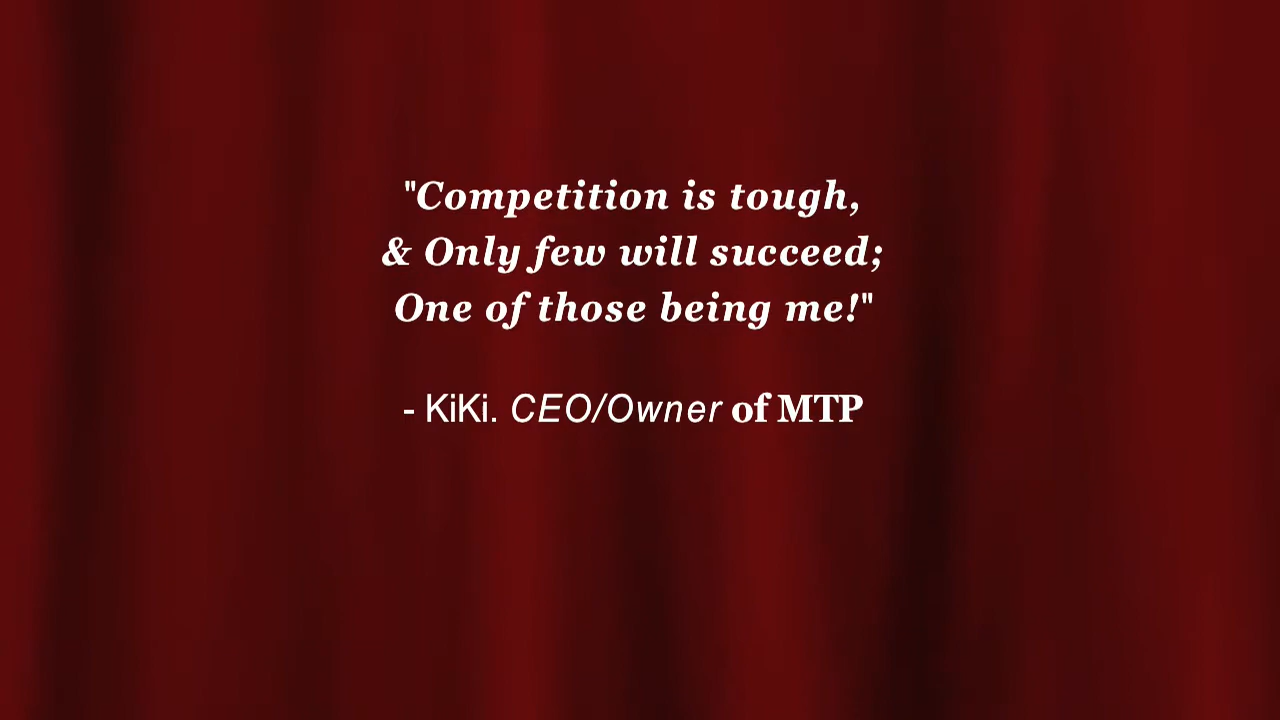 "Competition is tough,
& Only few will succeed;
One of those being me!"
- KiKi. CEO/Owner of MTP